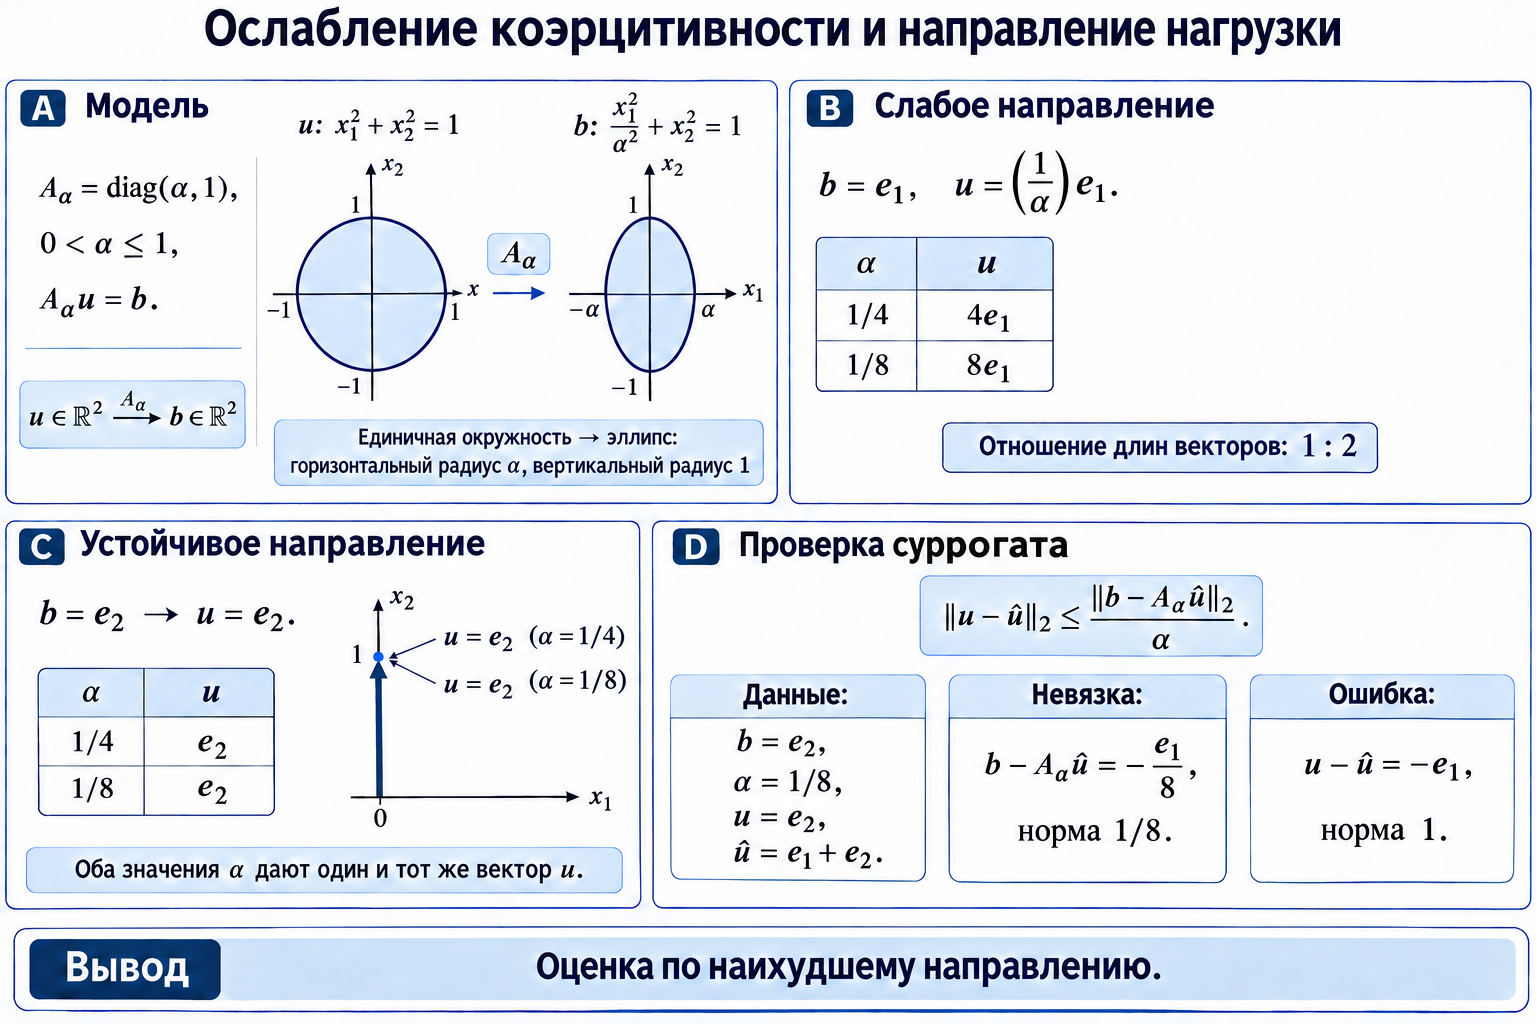 Ослабление коэрцитивности и направление нагрузки
A Модель
A_α = diag(α, 1),
0 < α ≤ 1,
A_α u = b.
u ∈ ℝ² —A_α→ b ∈ ℝ²
u: x₁² + x₂² = 1
x₂
1
-1
1
x
-1
A_α
b: x₁²/α² + x₂² = 1
x₂
1
-α
α
x₁
-1
Единичная окружность → эллипс:
горизонтальный радиус α, вертикальный радиус 1
B Слабое направление
b = e₁, u = (1/α) e₁.
α u
1/4 4e₁
1/8 8e₁
Отношение длин векторов: 1 : 2
C Устойчивое направление
b = e₂ → u = e₂.
α u
1/4 e₂
1/8 e₂
x₂
1
u = e₂ (α = 1/4)
u = e₂ (α = 1/8)
x₁
0
Оба значения α дают один и тот же вектор u.
D Проверка суррогата
‖u − û‖₂ ≤ ‖b − A_α û‖₂ / α.
Данные:
b = e₂,
α = 1/8,
u = e₂,
û = e₁ + e₂.
Невязка:
b − A_α û = − e₁/8,
норма 1/8.
Ошибка:
u − û = −e₁,
норма 1.
Вывод
Оценка по наихудшему направлению.